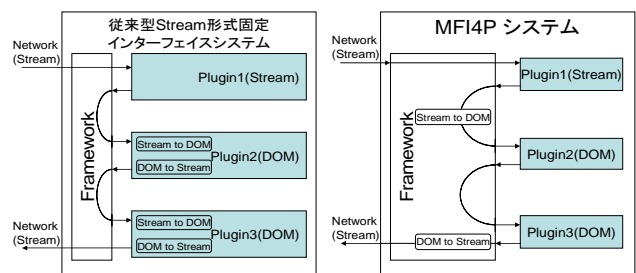 従来型Stream形式固定
インターフェイスシステム
Network
(Stream)
Plugin1(Stream)
Framework
Stream to DOM
DOM to Stream
Plugin2(DOM)
Stream to DOM
DOM to Stream
Plugin3(DOM)
Network
(Stream)
MFI4P システム
Network
(Stream)
Plugin1(Stream)
Framework
Stream to DOM
Plugin2(DOM)
Plugin3(DOM)
DOM to Stream
Network
(Stream)